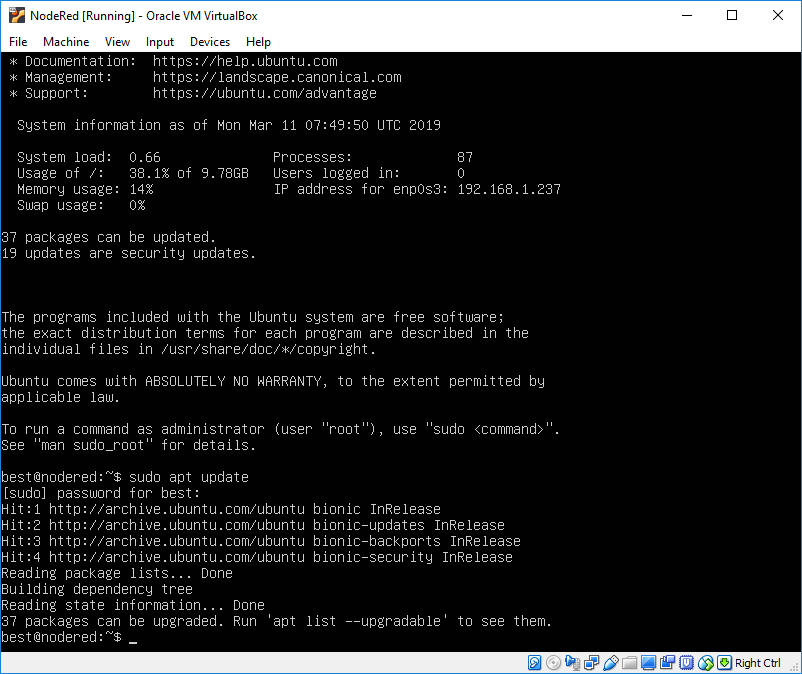 NodeRed [Running] - Oracle VM VirtualBox
File Machine View Input Devices Help
* Documentation: https://help.ubuntu.com
* Management: https://landscape.canonical.com
* Support: https://ubuntu.com/advantage
System information as of Mon Mar 11 07:49:50 UTC 2019
System load: 0.66 Processes: 87
Usage of /: 38.1% of 9.78GB Users logged in: 0
Memory usage: 14% IP address for enp0s3: 192.168.1.237
Swap usage: 0%
37 packages can be updated.
19 updates are security updates.
The programs included with the Ubuntu system are free software;
the exact distribution terms for each program are described in the
individual files in /usr/share/doc/*/copyright.
Ubuntu comes with ABSOLUTELY NO WARRANTY, to the extent permitted by
applicable law.
To run a command as administrator (user "root"), use "sudo <command>".
See "man sudo_root" for details.
best@nodered:~$ sudo apt update
[sudo] password for best:
Hit:1 http://archive.ubuntu.com/ubuntu bionic InRelease
Hit:2 http://archive.ubuntu.com/ubuntu bionic-updates InRelease
Hit:3 http://archive.ubuntu.com/ubuntu bionic-backports InRelease
Hit:4 http://archive.ubuntu.com/ubuntu bionic-security InRelease
Reading package lists... Done
Building dependency tree
Reading state information... Done
37 packages can be upgraded. Run 'apt list --upgradable' to see them.
best@nodered:~$ _
Right Ctrl